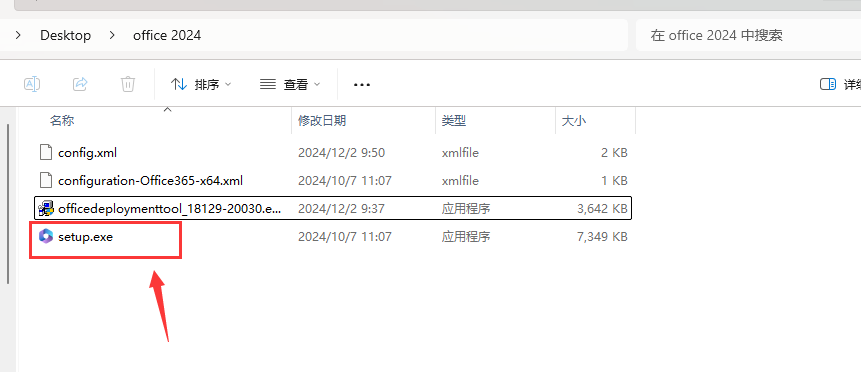 Desktop > office 2024
在 office 2024 中搜索
排序 查看 ... 详细
名称 修改日期 类型 大小
config.xml 2024/12/2 9:50 xmlfile 2 KB
configuration-Office365-x64.xml 2024/10/7 11:07 xmlfile 1 KB
officedeploymenttool_18129-20030.e... 2024/12/2 9:37 应用程序 3,642 KB
setup.exe 2024/10/7 11:07 应用程序 7,349 KB